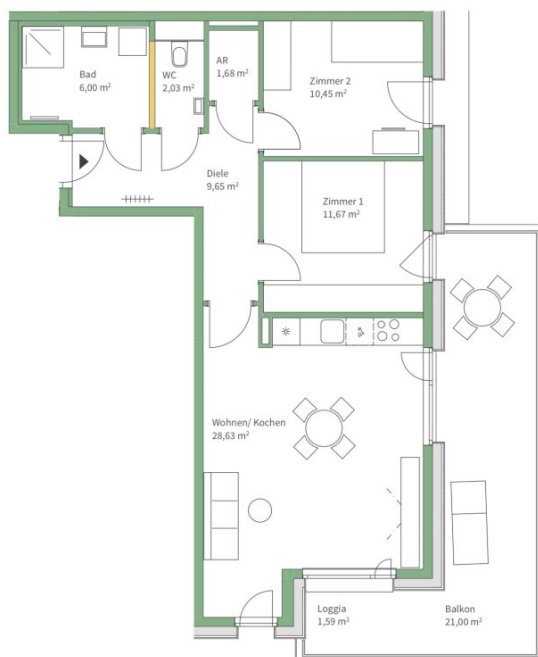 Bad
6,00 m²
WC
2,03 m²
AR
1,68 m²
Zimmer 2
10,45 m²
Diele
9,65 m²
Zimmer 1
11,67 m²
Wohnen/ Kochen
28,63 m²
Loggia
1,59 m²
Balkon
21,00 m²